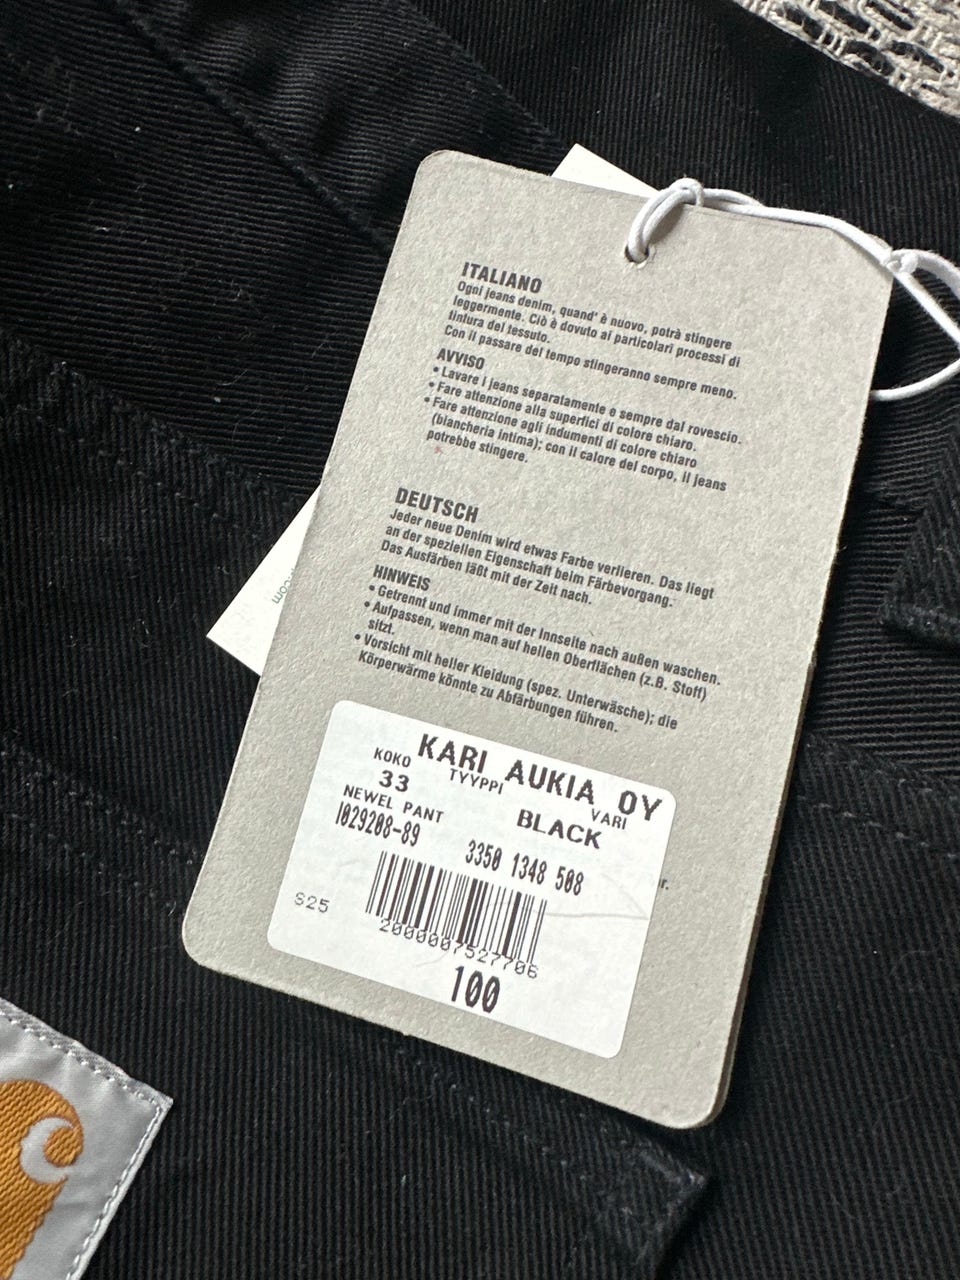 ITALIANO
Ogni jeans denim, quand' è nuovo, potrà stingere
leggermente. Ciò è dovuto ai particolari processi di
tintura del tessuto.
Con il passare del tempo stingeranno sempre meno.
AVVISO
• Lavare i jeans separatamente e sempre dal rovescio.
• Fare attenzione alla superfici di colore chiaro.
• Fare attenzione agli indumenti di colore chiaro
(biancheria intima); con il calore del corpo, il jeans
potrebbe stingere.
DEUTSCH
Jeder neue Denim wird etwas Farbe verlieren. Das liegt
an der speziellen Eigenschaft beim Färbevorgang.
Das Ausfärben läßt mit der Zeit nach.
HINWEIS
• Getrennt und immer mit der Innseite nach außen waschen.
• Aufpassen, wenn man auf hellen Oberflächen (z.B. Stoff)
sitzt.
• Vorsicht mit heller Kleidung (spez. Unterwäsche); die
Körperwärme könnte zu Abfärbungen führen.
.com
KARI AUKIA OY
KOKO TYYPPI VARI
33 BLACK
NEWEL PANT
I029208-89 3350 1348 508
r.
S25
2000007527706
100